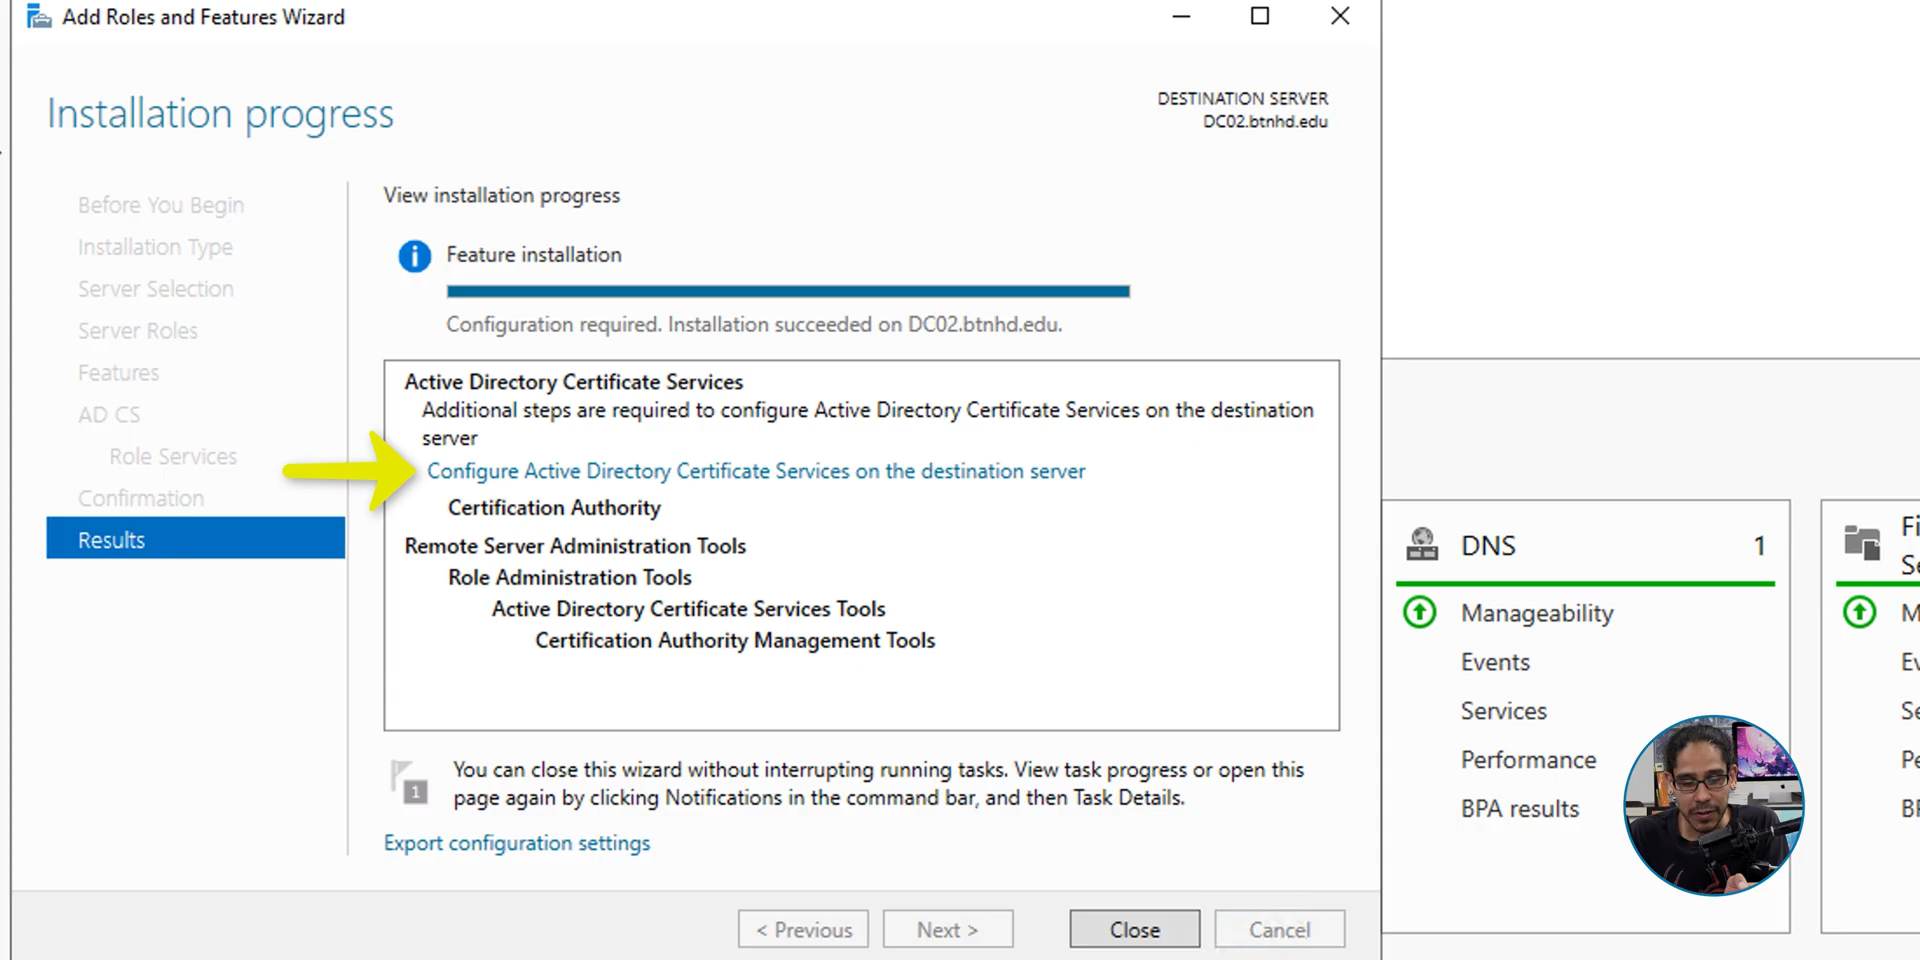 Add Roles and Features Wizard
Installation progress
DESTINATION SERVER
DC02.btnhd.edu
Before You Begin
Installation Type
Server Selection
Server Roles
Features
AD CS
Role Services
Confirmation
Results
View installation progress
Feature installation
Configuration required. Installation succeeded on DC02.btnhd.edu.
Active Directory Certificate Services
Additional steps are required to configure Active Directory Certificate Services on the destination
server
Configure Active Directory Certificate Services on the destination server
Certification Authority
Remote Server Administration Tools
Role Administration Tools
Active Directory Certificate Services Tools
Certification Authority Management Tools
1
You can close this wizard without interrupting running tasks. View task progress or open this
page again by clicking Notifications in the command bar, and then Task Details.
Export configuration settings
< Previous
Next >
Close
Cancel
DNS 1
Manageability
Events
Services
Performance
BPA results